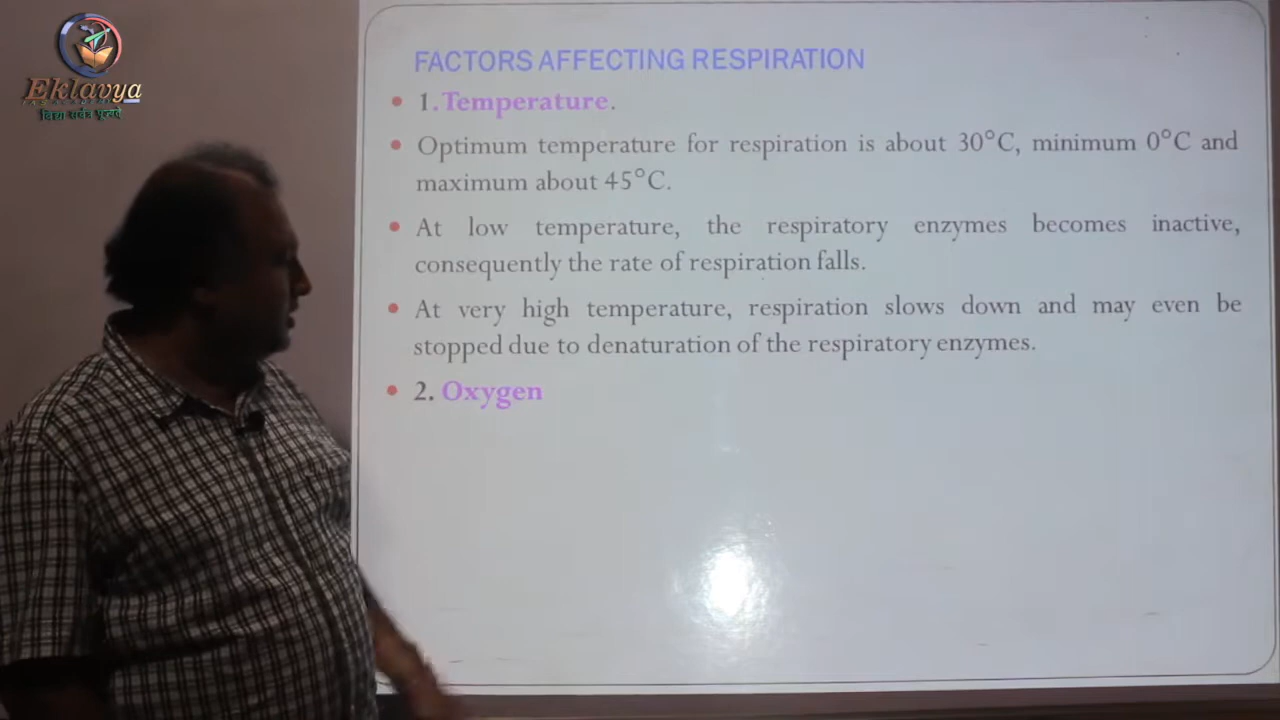 Eklavya
FACTORS AFFECTING RESPIRATION
• 1. Temperature.
• Optimum temperature for respiration is about 30°C, minimum 0°C and
maximum about 45°C.
• At low temperature, the respiratory enzymes becomes inactive,
consequently the rate of respiration falls.
• At very high temperature, respiration slows down and may even be
stopped due to denaturation of the respiratory enzymes.
• 2. Oxygen